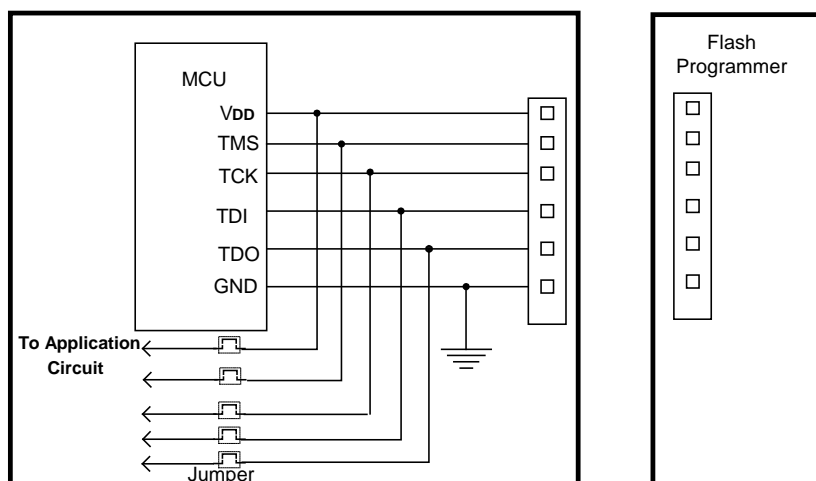 MCU
VDD
TMS
TCK
TDI
TDO
GND
To Application
Circuit
Jumper
Flash
Programmer